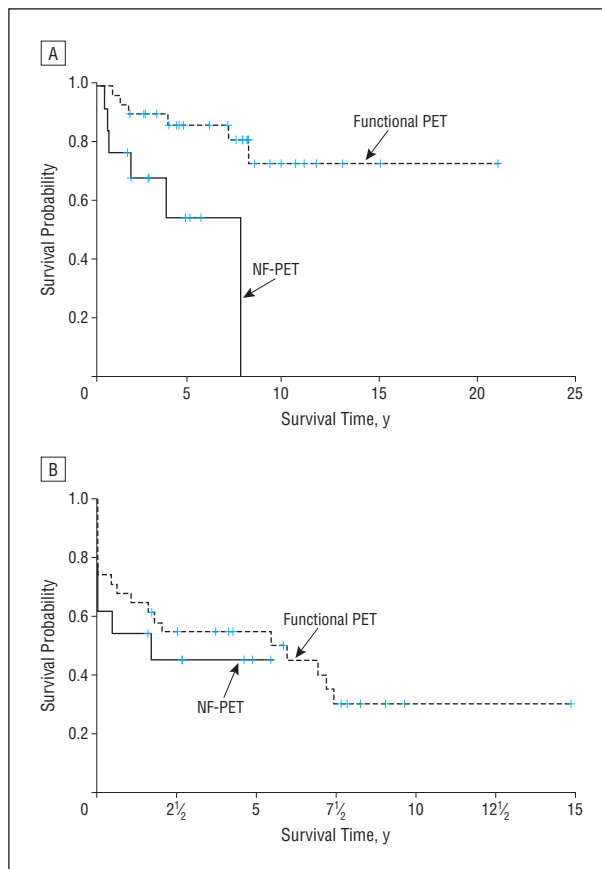 A
1.0
0.8
0.6
0.4
0.2
0
5
10
15
20
25
Survival Probability
Survival Time, y
Functional PET
NF-PET
B
1.0
0.8
0.6
0.4
0.2
0
2½
5
7½
10
12½
15
Survival Probability
Survival Time, y
Functional PET
NF-PET